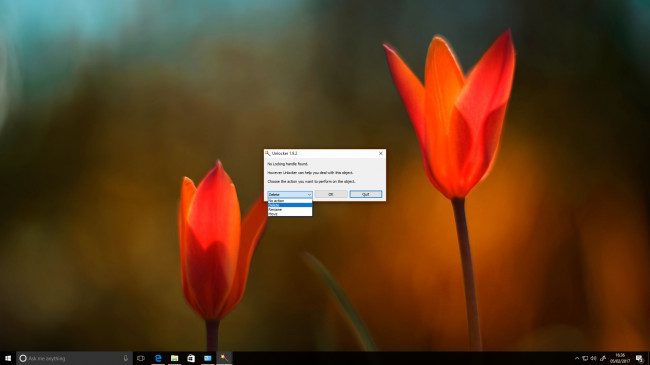 Unlocker 1.9.2
No Locking handle found.
However Unlocker can help you deal with this object.
Choose the action you want to perform on the object.
Delete
OK
Quit
No action
Delete
Rename
Move
Ask me anything
16:35
05/02/2017